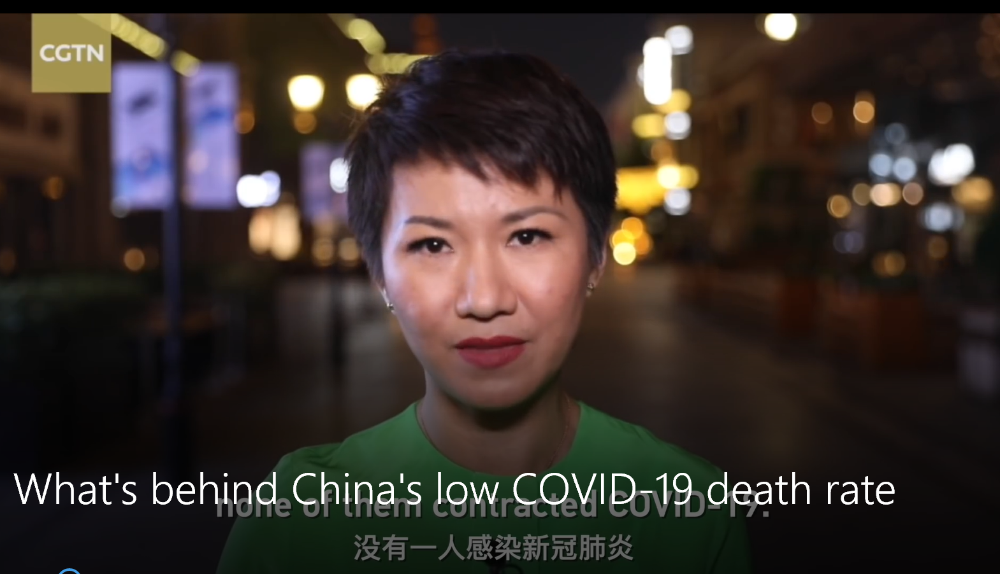 CGTN
What's behind China's low COVID-19 death rate
none of them contracted COVID-19.
没有一人感染新冠肺炎